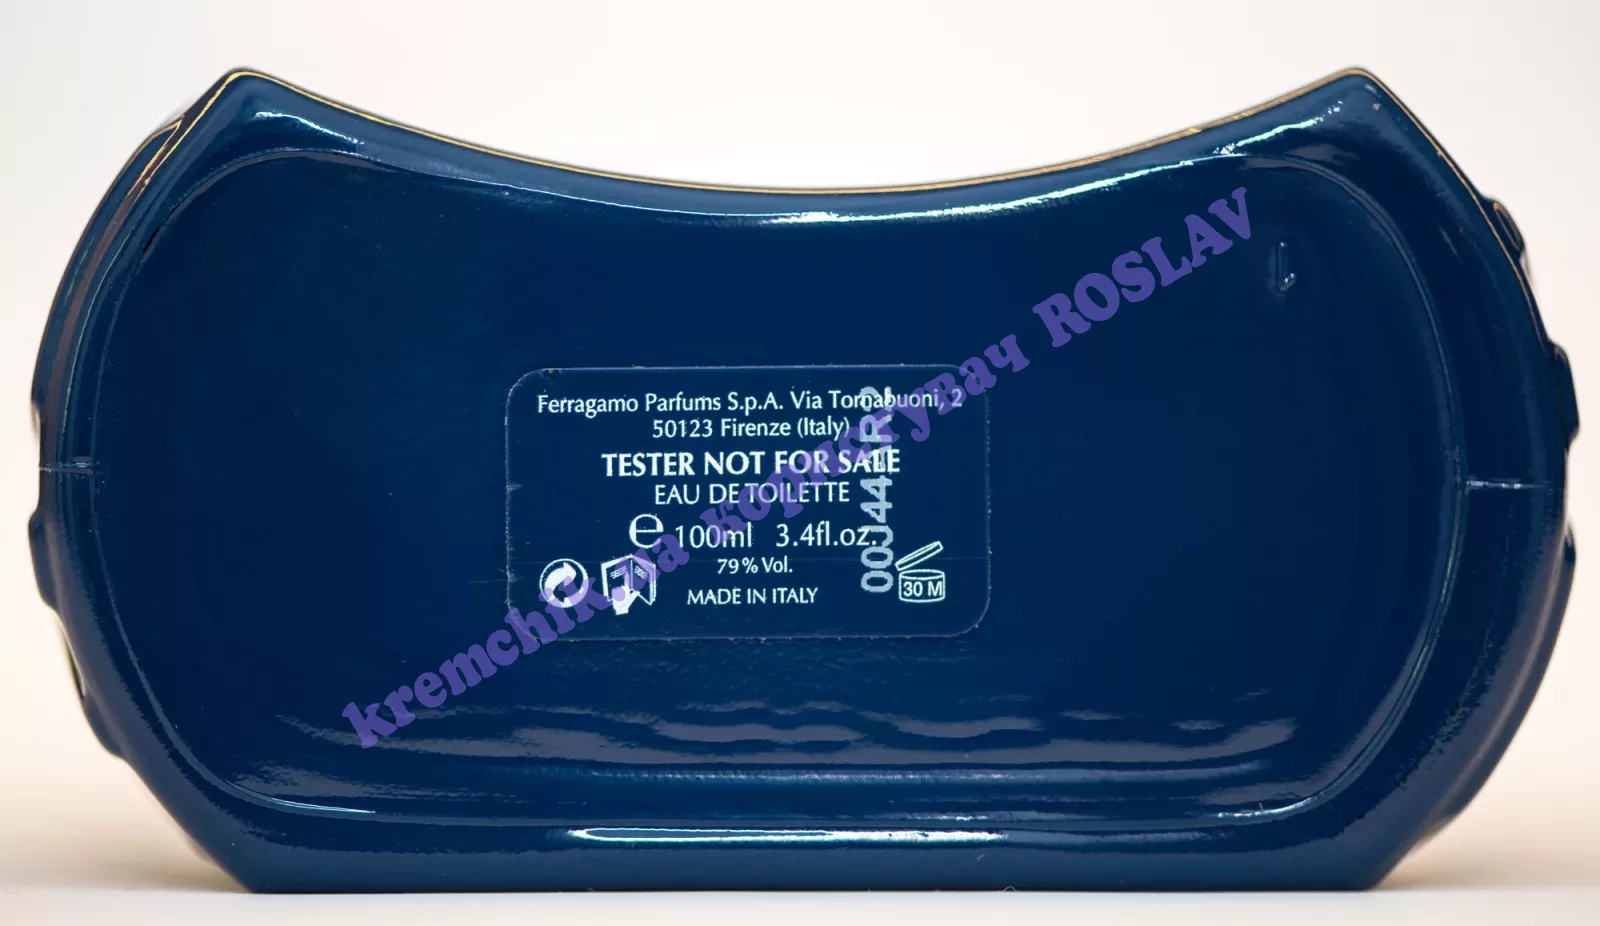 Ferragamo Parfums S.p.A. Via Tornabuoni, 2
50123 Firenze (Italy)
TESTER NOT FOR SALE
EAU DE TOILETTE
e 100ml 3.4fl.oz.
79% Vol.
MADE IN ITALY
30 M
kremchik.ua користувач ROSLAV